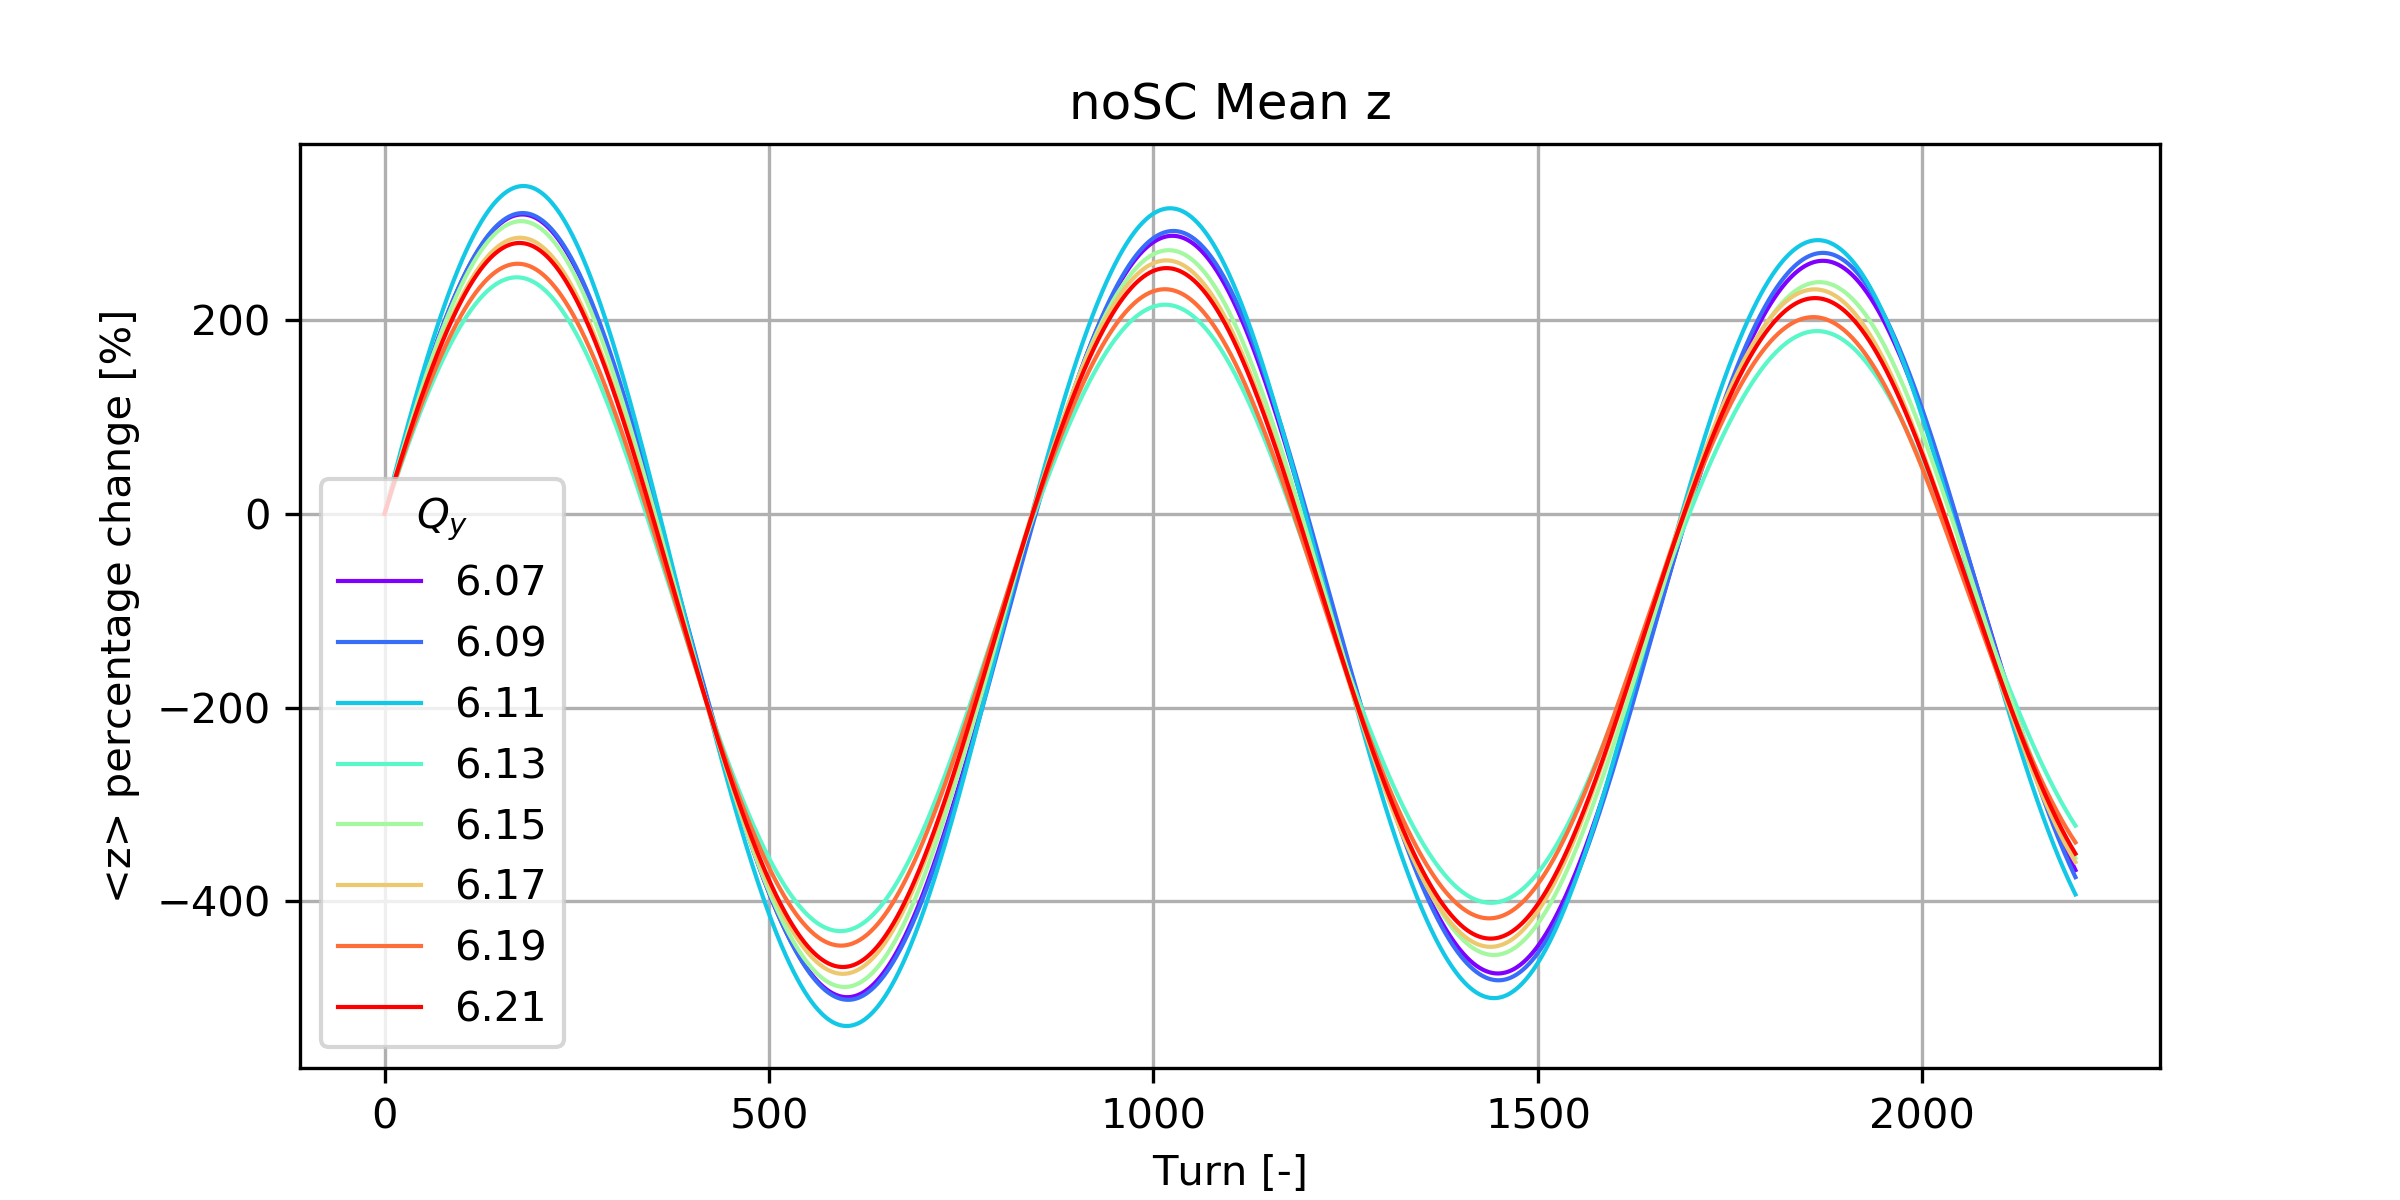 noSC Mean z
<z> percentage change [%]
200
0
−200
−400
Qy
6.07
6.09
6.11
6.13
6.15
6.17
6.19
6.21
0 500 1000 1500 2000
Turn [-]